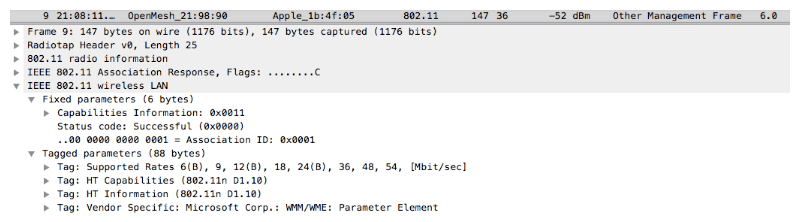 9 21:08:11… OpenMesh_21:98:90 Apple_1b:4f:05 802.11 147 36 -52 dBm Other Management Frame 6.0
Frame 9: 147 bytes on wire (1176 bits), 147 bytes captured (1176 bits)
Radiotap Header v0, Length 25
802.11 radio information
IEEE 802.11 Association Response, Flags: ........C
IEEE 802.11 wireless LAN
Fixed parameters (6 bytes)
Capabilities Information: 0x0011
Status code: Successful (0x0000)
..00 0000 0000 0001 = Association ID: 0x0001
Tagged parameters (88 bytes)
Tag: Supported Rates 6(B), 9, 12(B), 18, 24(B), 36, 48, 54, [Mbit/sec]
Tag: HT Capabilities (802.11n D1.10)
Tag: HT Information (802.11n D1.10)
Tag: Vendor Specific: Microsoft Corp.: WMM/WME: Parameter Element